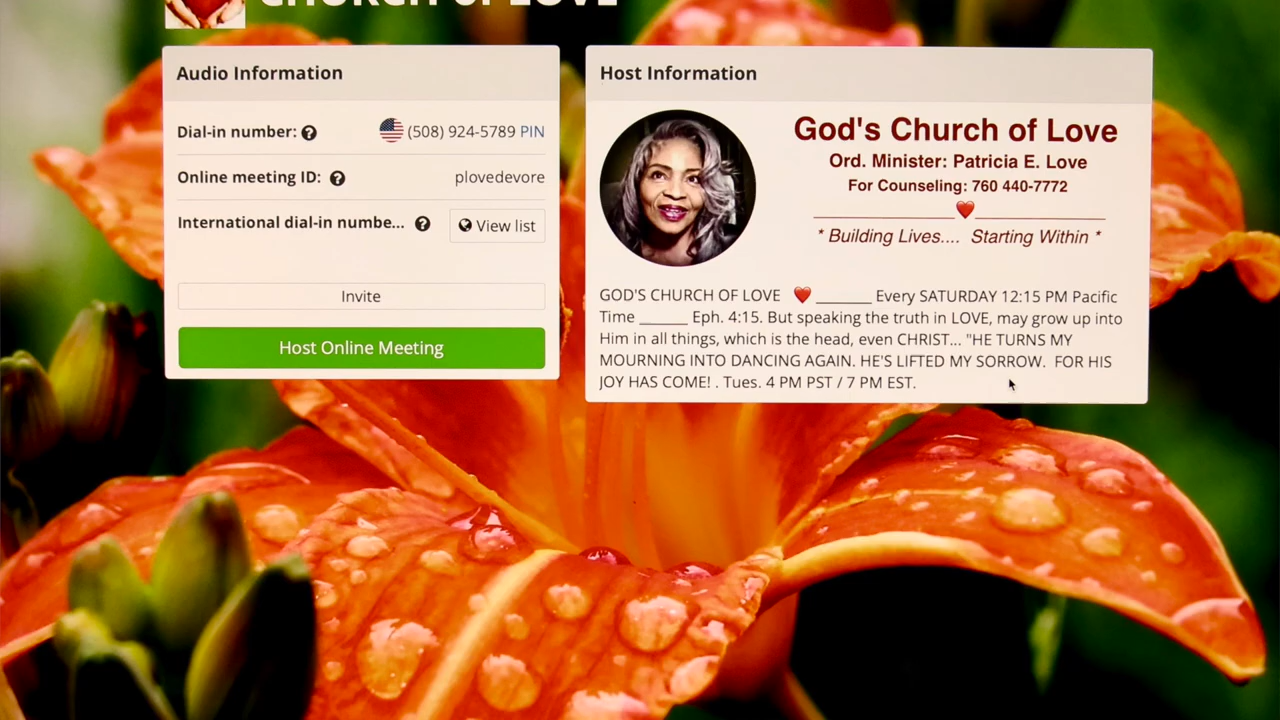 CHURCH of LOVE
Audio Information
Dial-in number: (508) 924-5789 PIN
Online meeting ID: plovedevore
International dial-in numbe... View list
Invite
Host Online Meeting
Host Information
God's Church of Love
Ord. Minister: Patricia E. Love
For Counseling: 760 440-7772
* Building Lives.... Starting Within *
GOD'S CHURCH OF LOVE ❤️ _______ Every SATURDAY 12:15 PM Pacific
Time ______ Eph. 4:15. But speaking the truth in LOVE, may grow up into
Him in all things, which is the head, even CHRIST... "HE TURNS MY
MOURNING INTO DANCING AGAIN. HE'S LIFTED MY SORROW. FOR HIS
JOY HAS COME! . Tues. 4 PM PST / 7 PM EST.